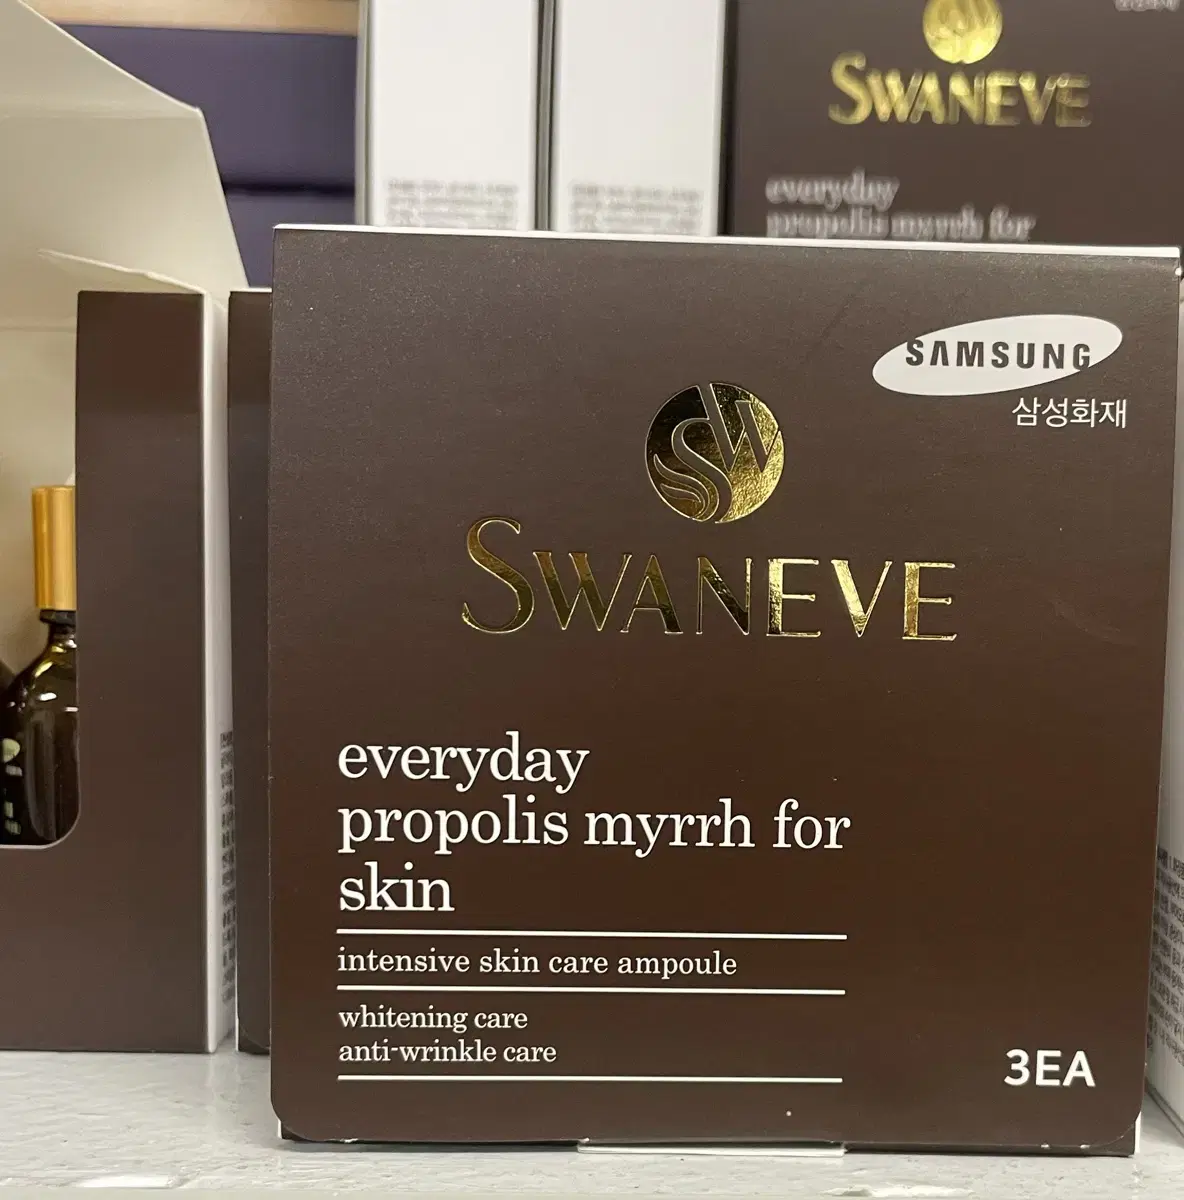 SWANEVE
everyday
propolis myrrh for
SAMSUNG
삼성화재
SW
SWANEVE
everyday
propolis myrrh for
skin
intensive skin care ampoule
whitening care
anti-wrinkle care
3EA